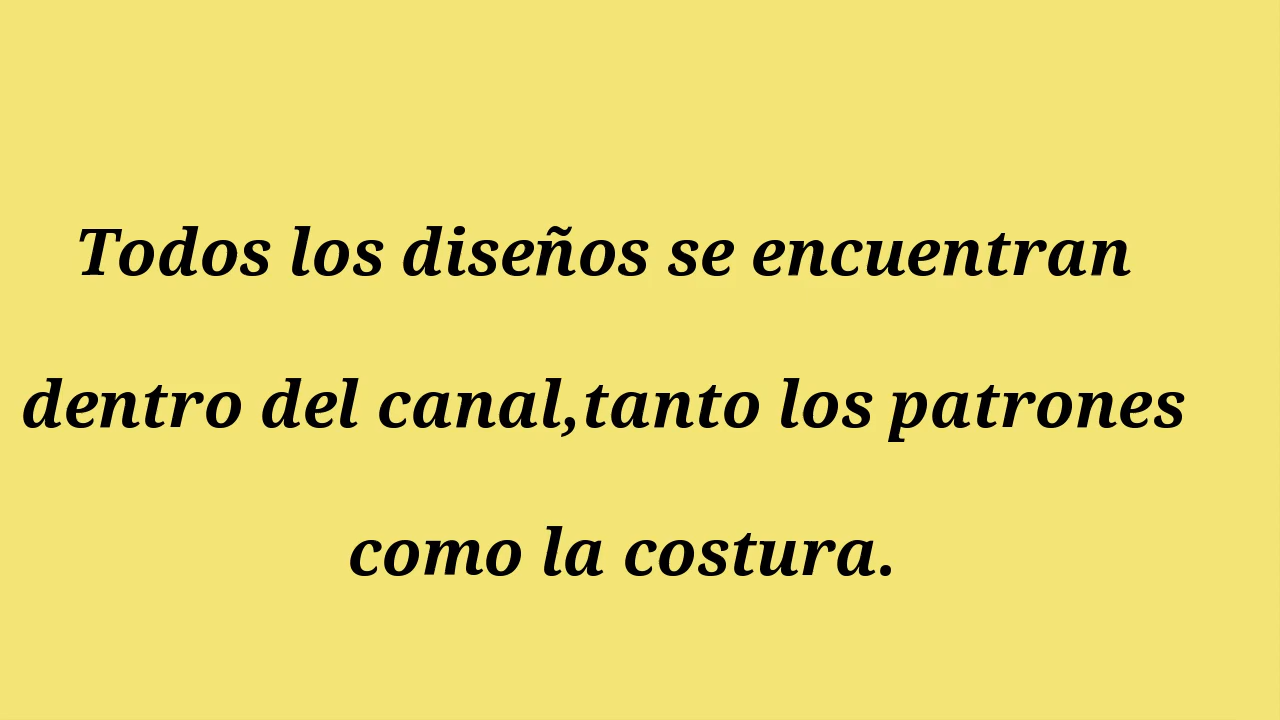 Todos los diseños se encuentran
dentro del canal,tanto los patrones
como la costura.